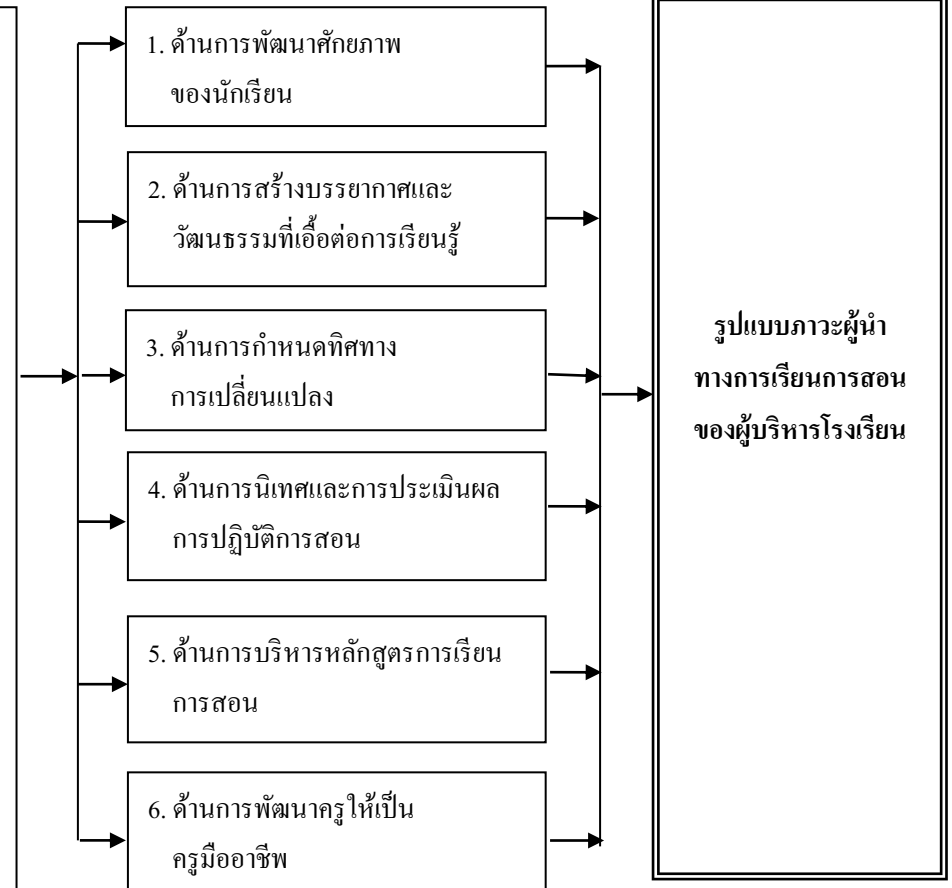 1. ด้านการพัฒนาศักยภาพ
ของนักเรียน
2. ด้านการสร้างบรรยากาศและ
วัฒนธรรมที่เอื้อต่อการเรียนรู้
3. ด้านการกำหนดทิศทาง
การเปลี่ยนแปลง
4. ด้านการนิเทศและการประเมินผล
การปฏิบัติการสอน
5. ด้านการบริหารหลักสูตรการเรียน
การสอน
6. ด้านการพัฒนาครูให้เป็น
ครูมืออาชีพ
รูปแบบภาวะผู้นำ
ทางการเรียนการสอน
ของผู้บริหารโรงเรียน